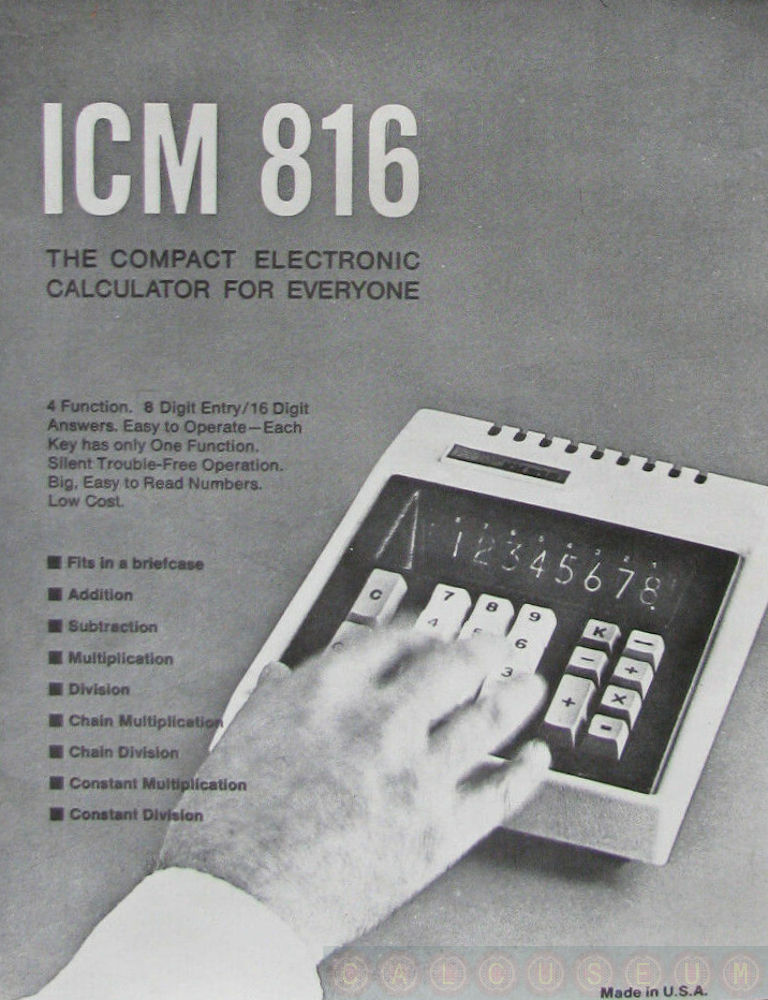 ICM 816
THE COMPACT ELECTRONIC
CALCULATOR FOR EVERYONE
4 Function. 8 Digit Entry/16 Digit
Answers. Easy to Operate—Each
Key has only One Function.
Silent Trouble-Free Operation.
Big, Easy to Read Numbers.
Low Cost.
■ Fits in a briefcase
■ Addition
■ Subtraction
■ Multiplication
■ Division
■ Chain Multiplication
■ Chain Division
■ Constant Multiplication
■ Constant Division
12345678
C 7 8 9 K —
4 6 − +
3 + ×
CALCUSEUM
Made in U.S.A.